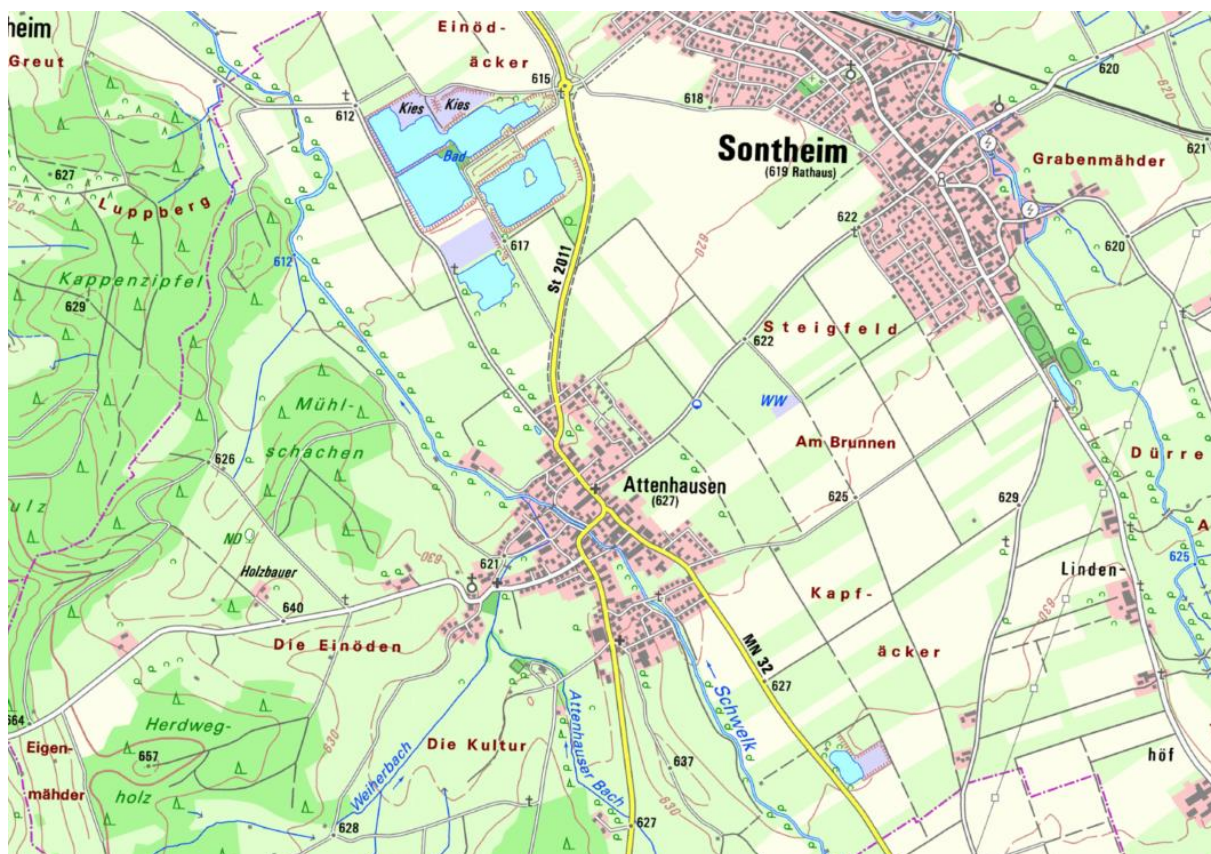 heim
Greut
Einöd-
äcker
615
Kies
Kies
612
618
620
621
Sontheim
(619 Rathaus)
Grabenmähder
Bad
627
Luppberg
612
617
St 2011
620
622
620
Kappenzipfel
629
Steigfeld
622
WW
Mühl-
schachen
Am Brunnen
Dürre
626
Attenhausen
(627)
625
629
ND
630
Holzbauer
621
625
Linden-
640
Kapf-
630
Die Einöden
äcker
MN 32
627
Schwelk
664
Herdweg-
630
Eigen-
657
Die Kultur
Attenhauser Bach
637
höf
mähder
holz
Weiherbach
630
628
627